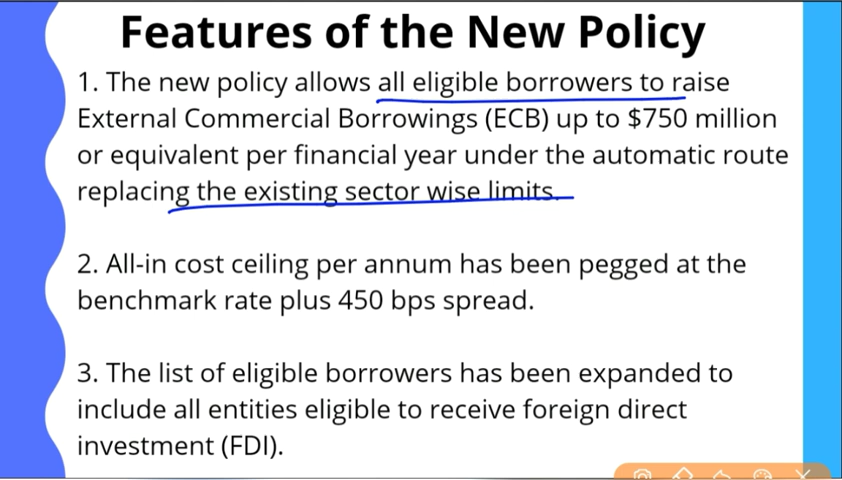 Features of the New Policy
1. The new policy allows all eligible borrowers to raise
External Commercial Borrowings (ECB) up to $750 million
or equivalent per financial year under the automatic route
replacing the existing sector wise limits.
2. All-in cost ceiling per annum has been pegged at the
benchmark rate plus 450 bps spread.
3. The list of eligible borrowers has been expanded to
include all entities eligible to receive foreign direct
investment (FDI).